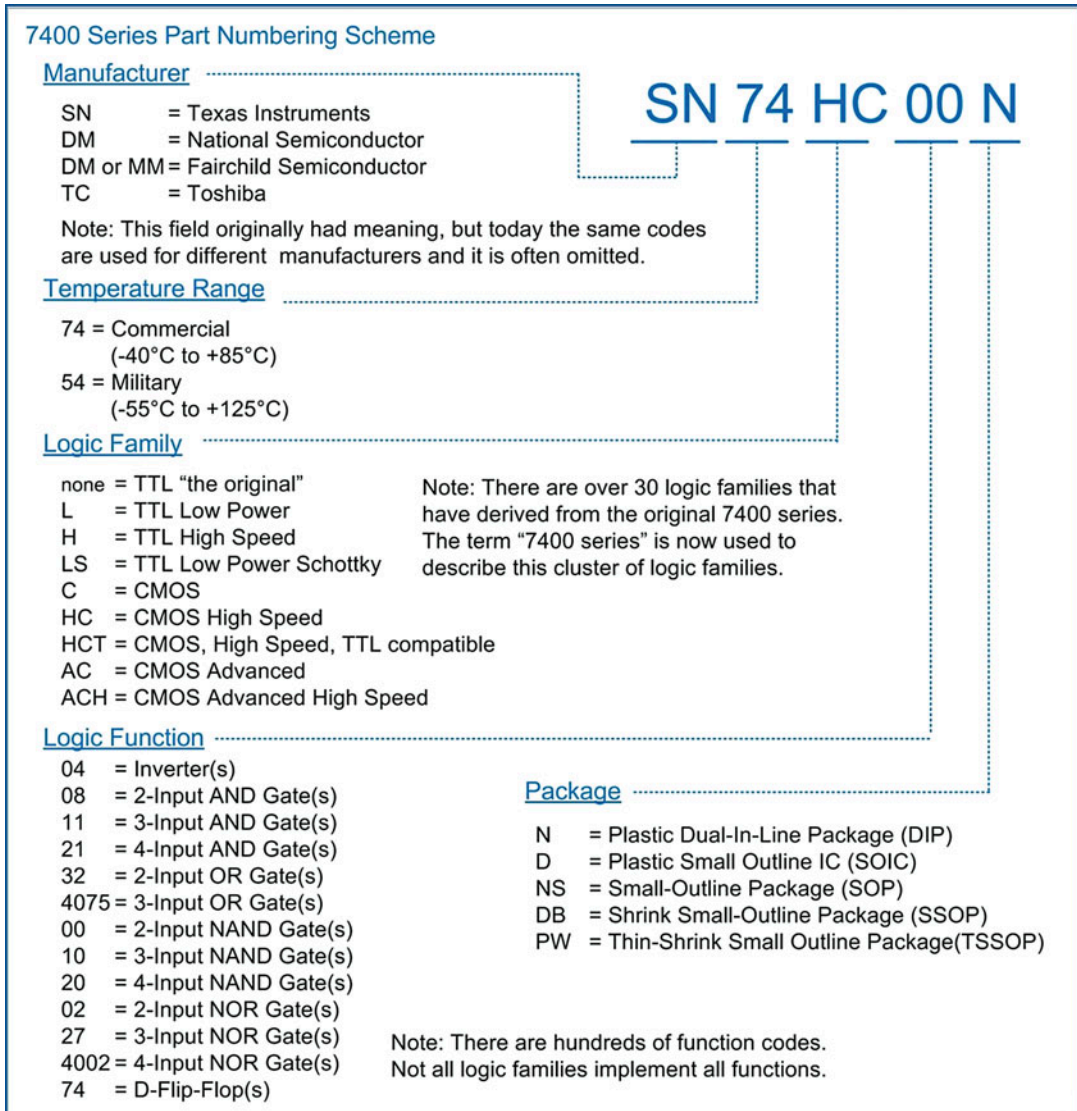 7400 Series Part Numbering Scheme
Manufacturer
SN 74 HC 00 N
SN = Texas Instruments
DM = National Semiconductor
DM or MM = Fairchild Semiconductor
TC = Toshiba
Note: This field originally had meaning, but today the same codes
are used for different manufacturers and it is often omitted.
Temperature Range
74 = Commercial
(-40°C to +85°C)
54 = Military
(-55°C to +125°C)
Logic Family
none = TTL “the original”
L = TTL Low Power
H = TTL High Speed
LS = TTL Low Power Schottky
C = CMOS
HC = CMOS High Speed
HCT = CMOS, High Speed, TTL compatible
AC = CMOS Advanced
ACH = CMOS Advanced High Speed
Note: There are over 30 logic families that
have derived from the original 7400 series.
The term “7400 series” is now used to
describe this cluster of logic families.
Logic Function
04 = Inverter(s)
08 = 2-Input AND Gate(s)
11 = 3-Input AND Gate(s)
21 = 4-Input AND Gate(s)
32 = 2-Input OR Gate(s)
4075 = 3-Input OR Gate(s)
00 = 2-Input NAND Gate(s)
10 = 3-Input NAND Gate(s)
20 = 4-Input NAND Gate(s)
02 = 2-Input NOR Gate(s)
27 = 3-Input NOR Gate(s)
4002 = 4-Input NOR Gate(s)
74 = D-Flip-Flop(s)
Package
N = Plastic Dual-In-Line Package (DIP)
D = Plastic Small Outline IC (SOIC)
NS = Small-Outline Package (SOP)
DB = Shrink Small-Outline Package (SSOP)
PW = Thin-Shrink Small Outline Package(TSSOP)
Note: There are hundreds of function codes.
Not all logic families implement all functions.